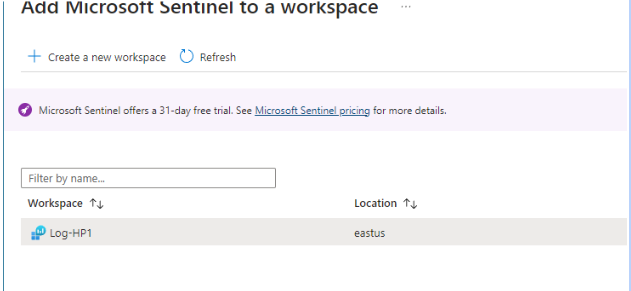 Add Microsoft Sentinel to a workspace ...
Create a new workspace Refresh
Microsoft Sentinel offers a 31-day free trial. See Microsoft Sentinel pricing for more details.
Filter by name...
Workspace ↑↓ Location ↑↓
Log-HP1 eastus